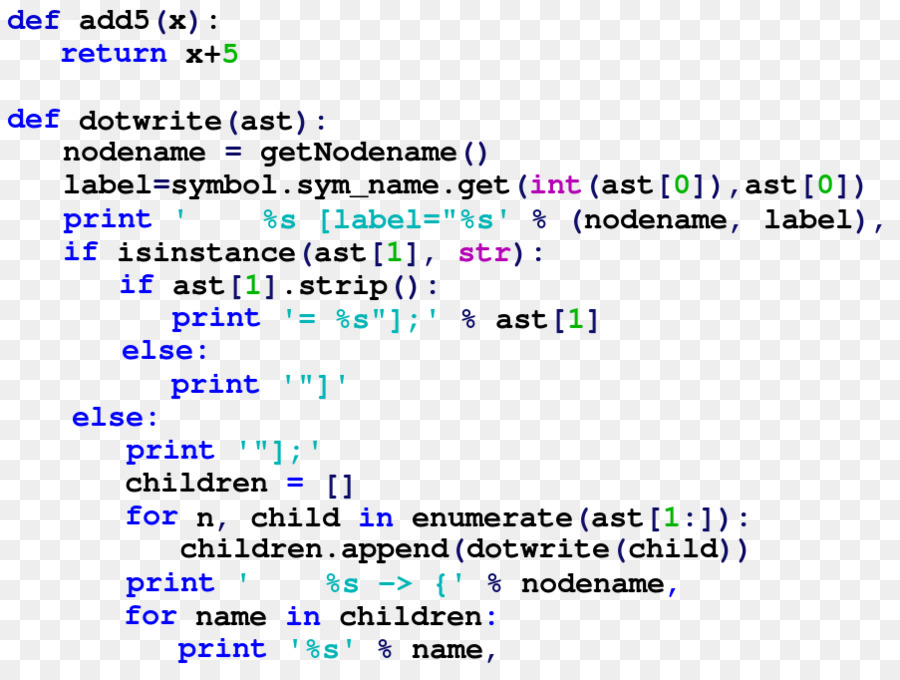 def add5(x):
    return x+5

def dotwrite(ast):
    nodename = getNodename()
    label=symbol.sym_name.get(int(ast[0]),ast[0])
    print '    %s [label="%s' % (nodename, label),
    if isinstance(ast[1], str):
        if ast[1].strip():
            print '= %s"];' % ast[1]
        else:
            print '"]'
    else:
        print '"];'
        children = []
        for n, child in enumerate(ast[1:]):
            children.append(dotwrite(child))
        print '    %s -> {' % nodename,
        for name in children:
            print '%s' % name,